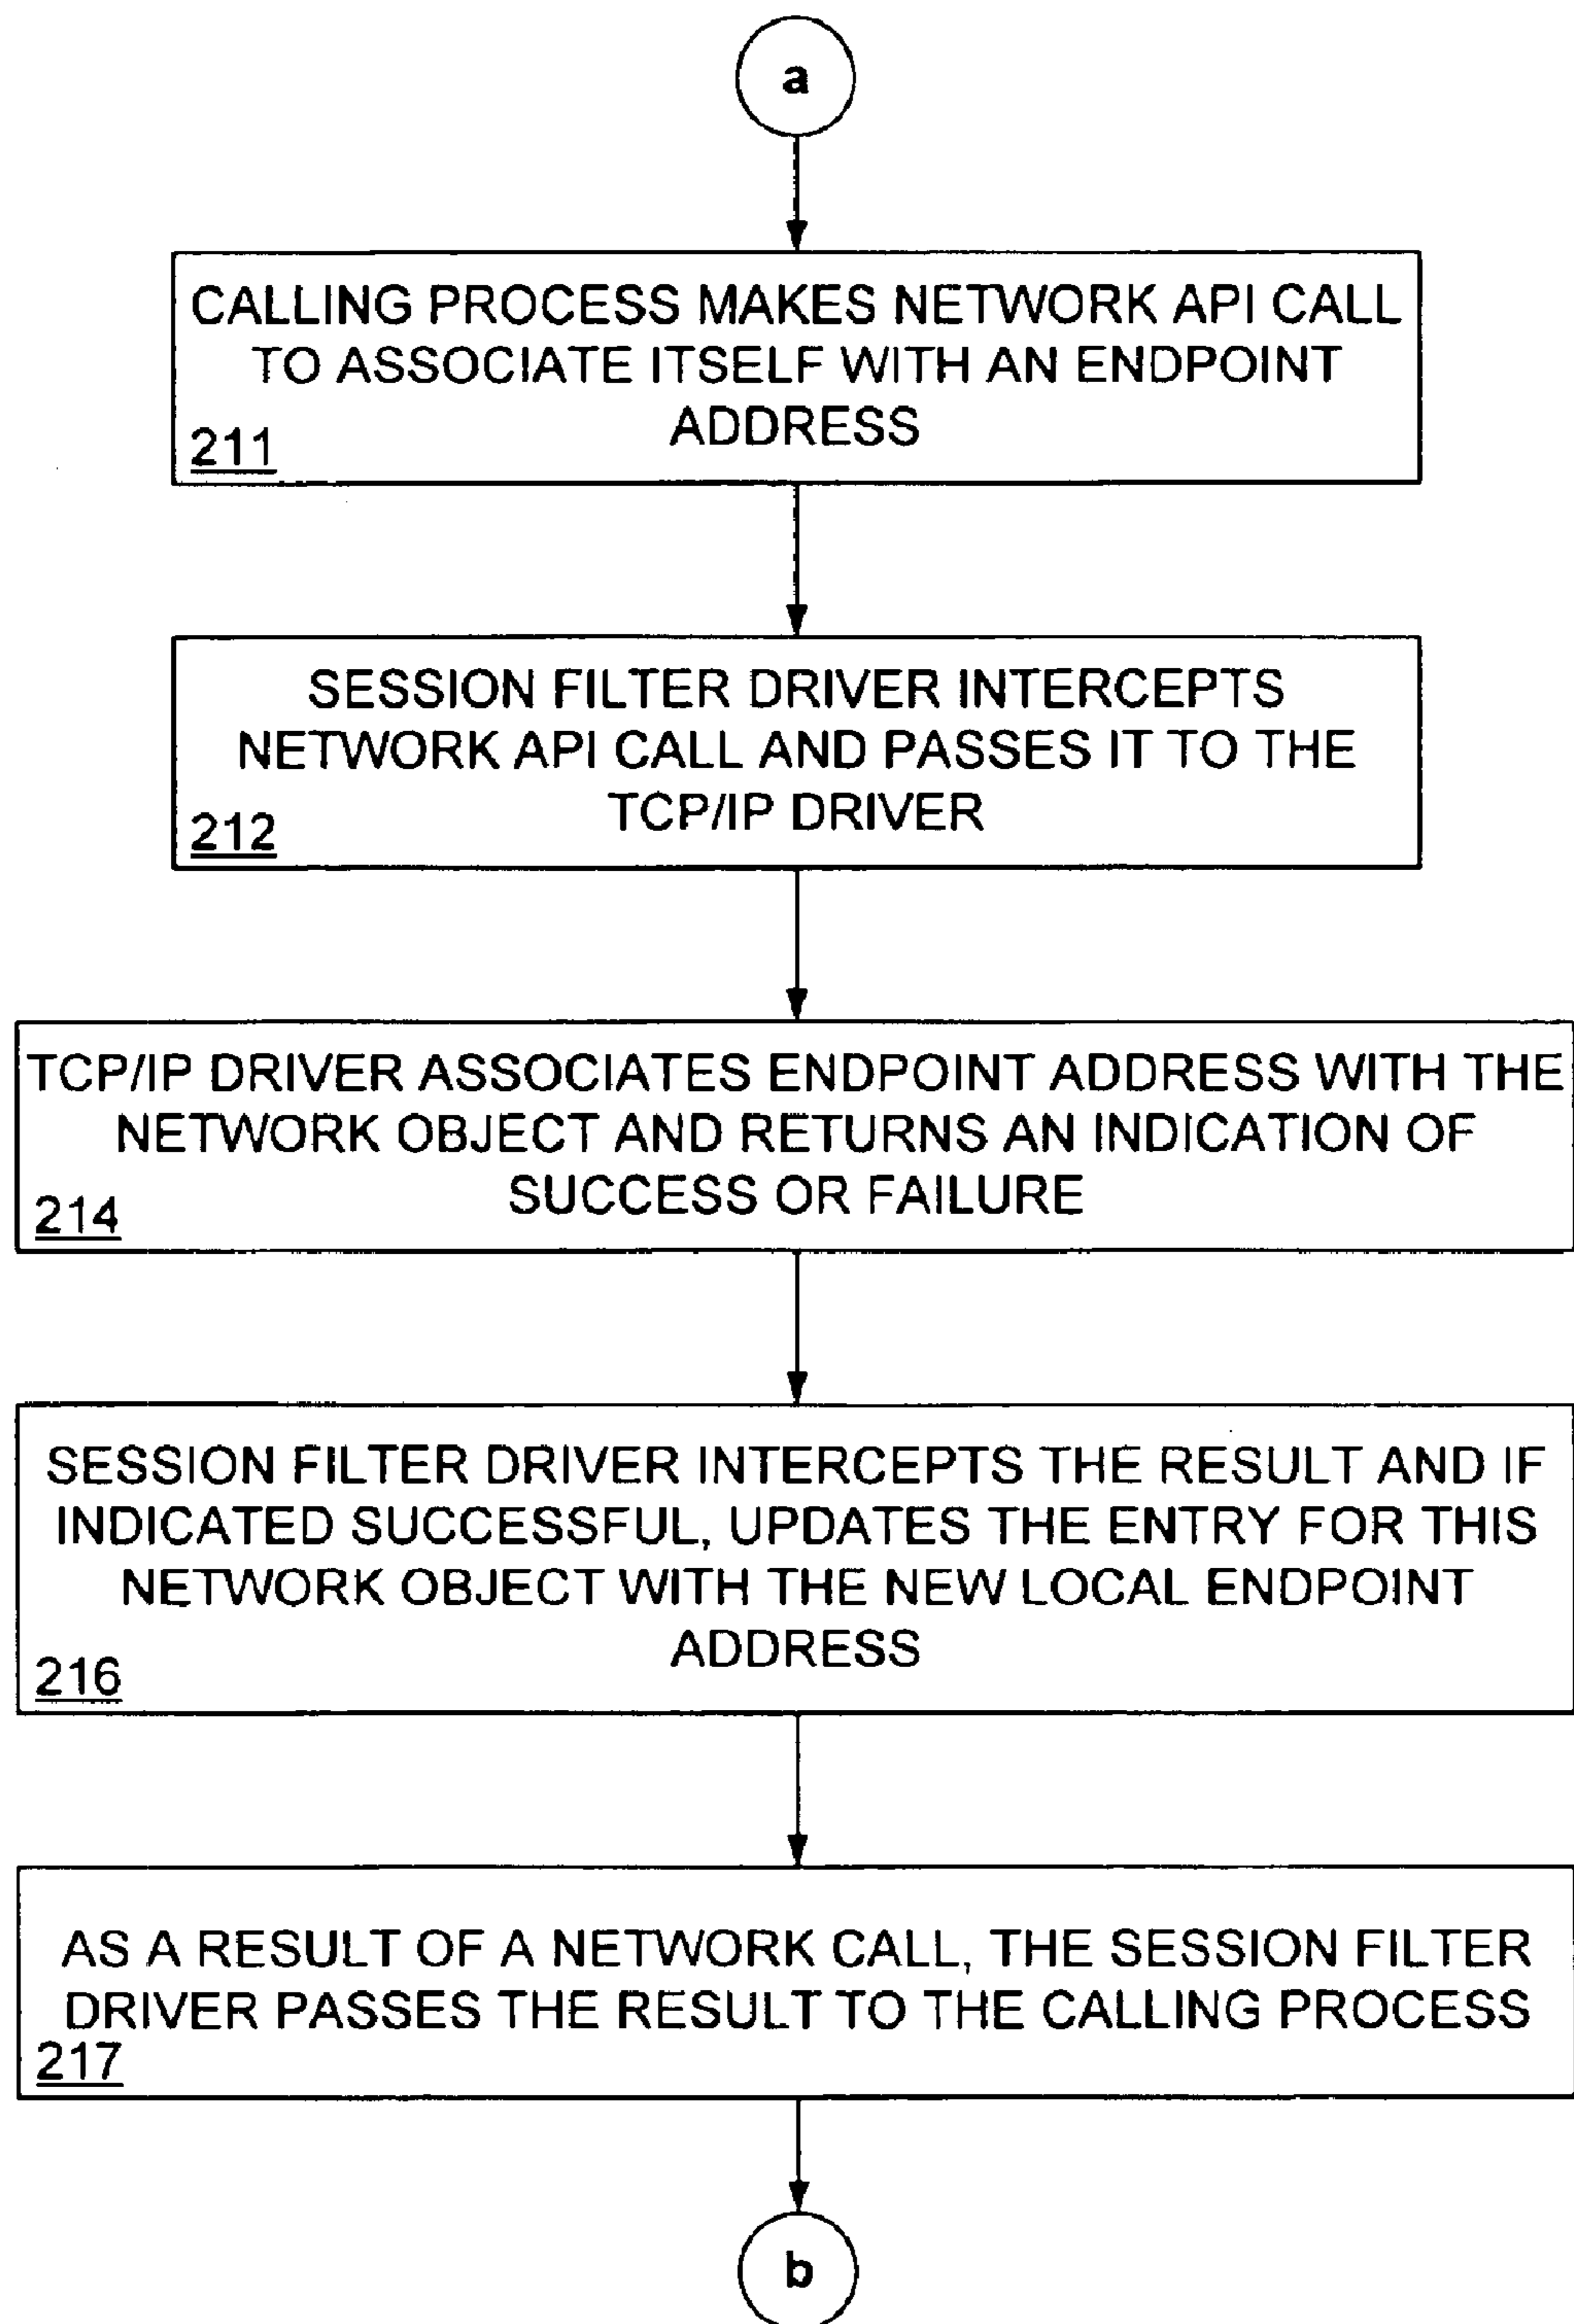 a
CALLING PROCESS MAKES NETWORK API CALL
TO ASSOCIATE ITSELF WITH AN ENDPOINT
ADDRESS
211
SESSION FILTER DRIVER INTERCEPTS
NETWORK API CALL AND PASSES IT TO THE
TCP/IP DRIVER
212
TCP/IP DRIVER ASSOCIATES ENDPOINT ADDRESS WITH THE
NETWORK OBJECT AND RETURNS AN INDICATION OF
SUCCESS OR FAILURE
214
SESSION FILTER DRIVER INTERCEPTS THE RESULT AND IF
INDICATED SUCCESSFUL, UPDATES THE ENTRY FOR THIS
NETWORK OBJECT WITH THE NEW LOCAL ENDPOINT
ADDRESS
216
AS A RESULT OF A NETWORK CALL, THE SESSION FILTER
DRIVER PASSES THE RESULT TO THE CALLING PROCESS
217
b